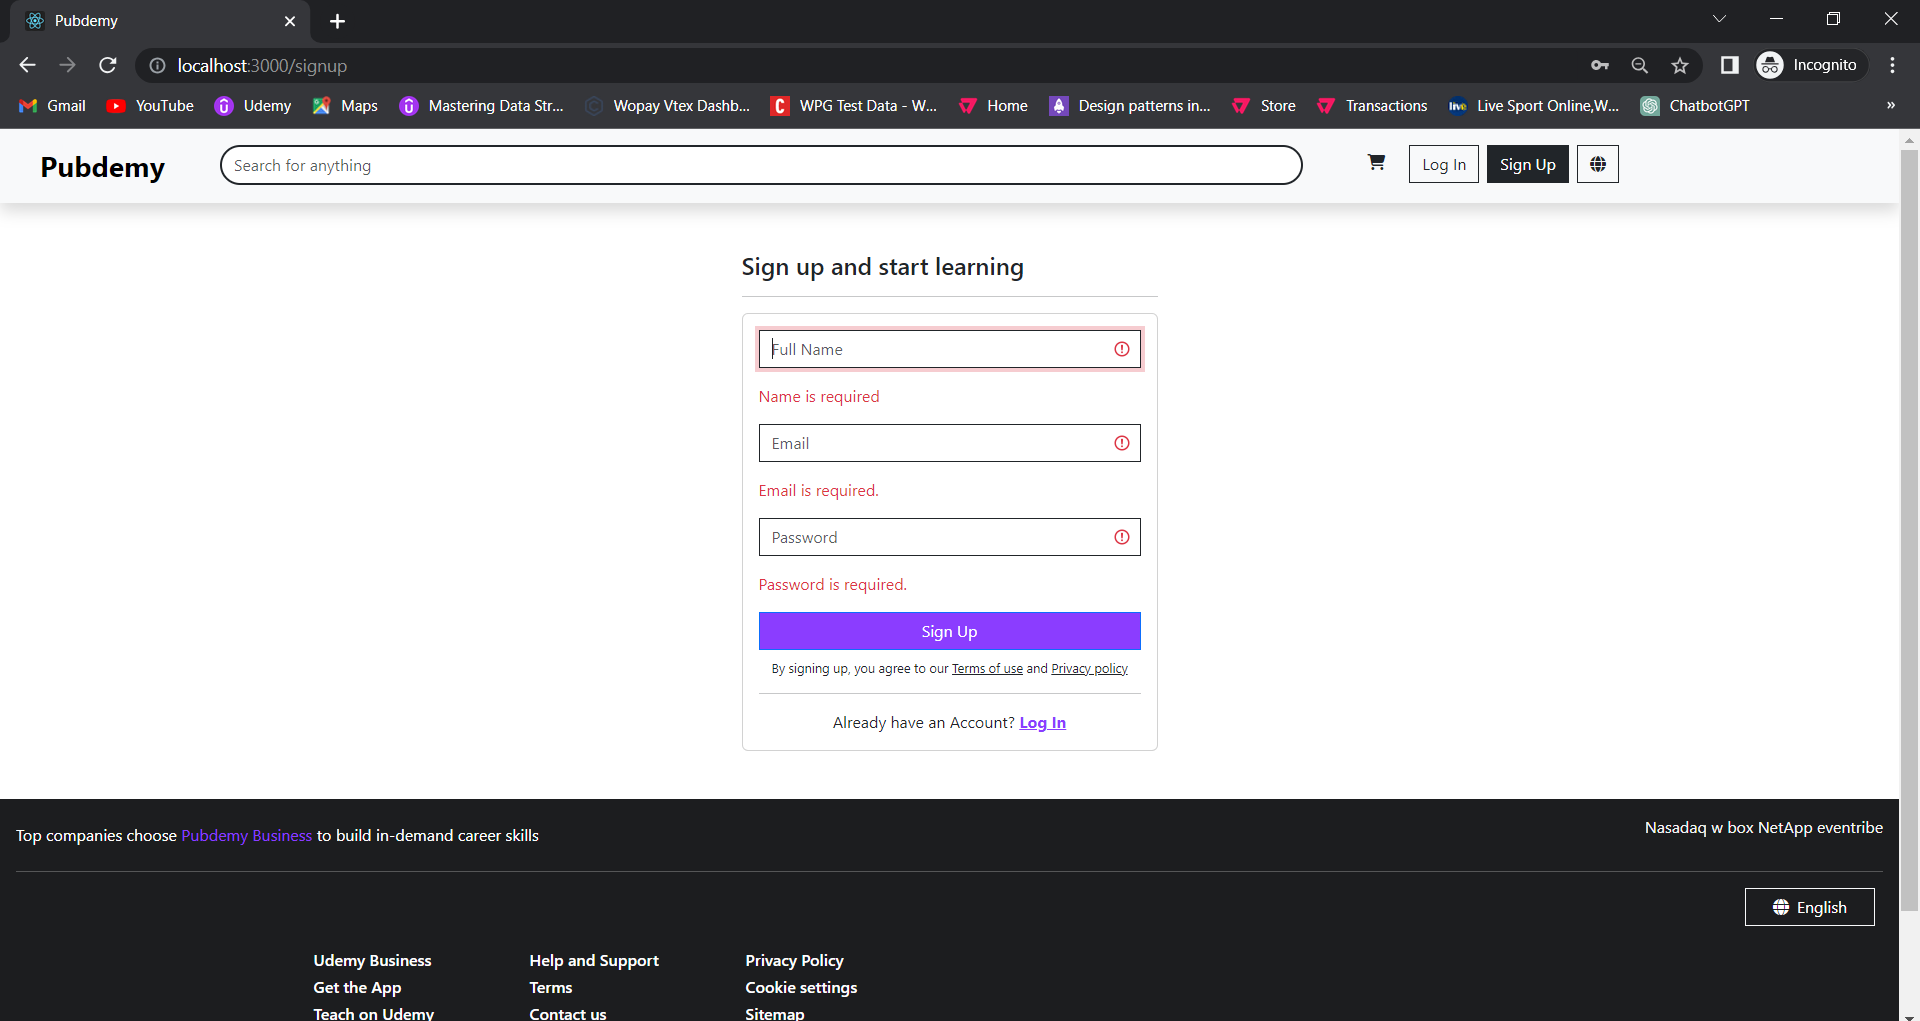 Pubdemy
localhost:3000/signup
Incognito
Gmail YouTube Udemy Maps Mastering Data Str... Wopay Vtex Dashb... WPG Test Data - W... Home Design patterns in... Store Transactions Live Sport Online,W... ChatbotGPT »
Pubdemy
Search for anything
Log In
Sign Up
Sign up and start learning
Full Name
Name is required
Email
Email is required.
Password
Password is required.
Sign Up
By signing up, you agree to our Terms of use and Privacy policy
Already have an Account? Log In
Top companies choose Pubdemy Business to build in-demand career skills
Nasadaq w box NetApp eventribe
English
Udemy Business
Get the App
Teach on Udemy
Help and Support
Terms
Contact us
Privacy Policy
Cookie settings
Sitemap